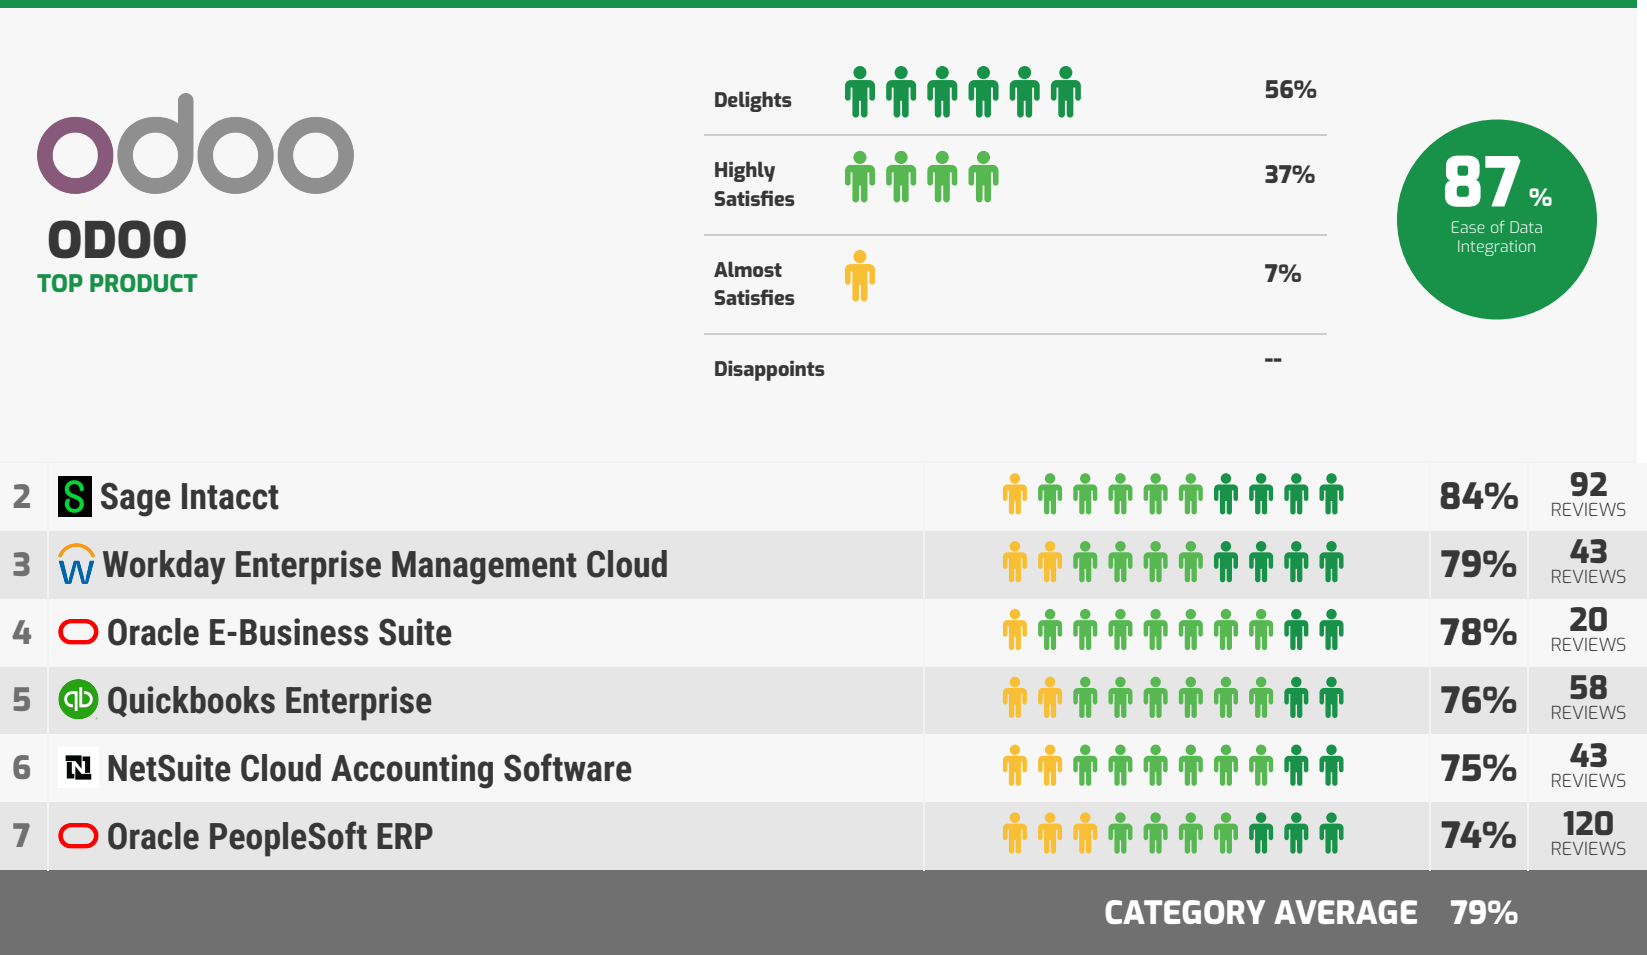 odoo
ODOO
TOP PRODUCT
Delights 56%
Highly
Satisfies 37%
Almost
Satisfies 7%
Disappoints --
87 %
Ease of Data
Integration
2 Sage Intacct 84% 92
REVIEWS
3 Workday Enterprise Management Cloud 79% 43
REVIEWS
4 Oracle E-Business Suite 78% 20
REVIEWS
5 qb Quickbooks Enterprise 76% 58
REVIEWS
6 N NetSuite Cloud Accounting Software 75% 43
REVIEWS
7 Oracle PeopleSoft ERP 74% 120
REVIEWS
CATEGORY AVERAGE 79%